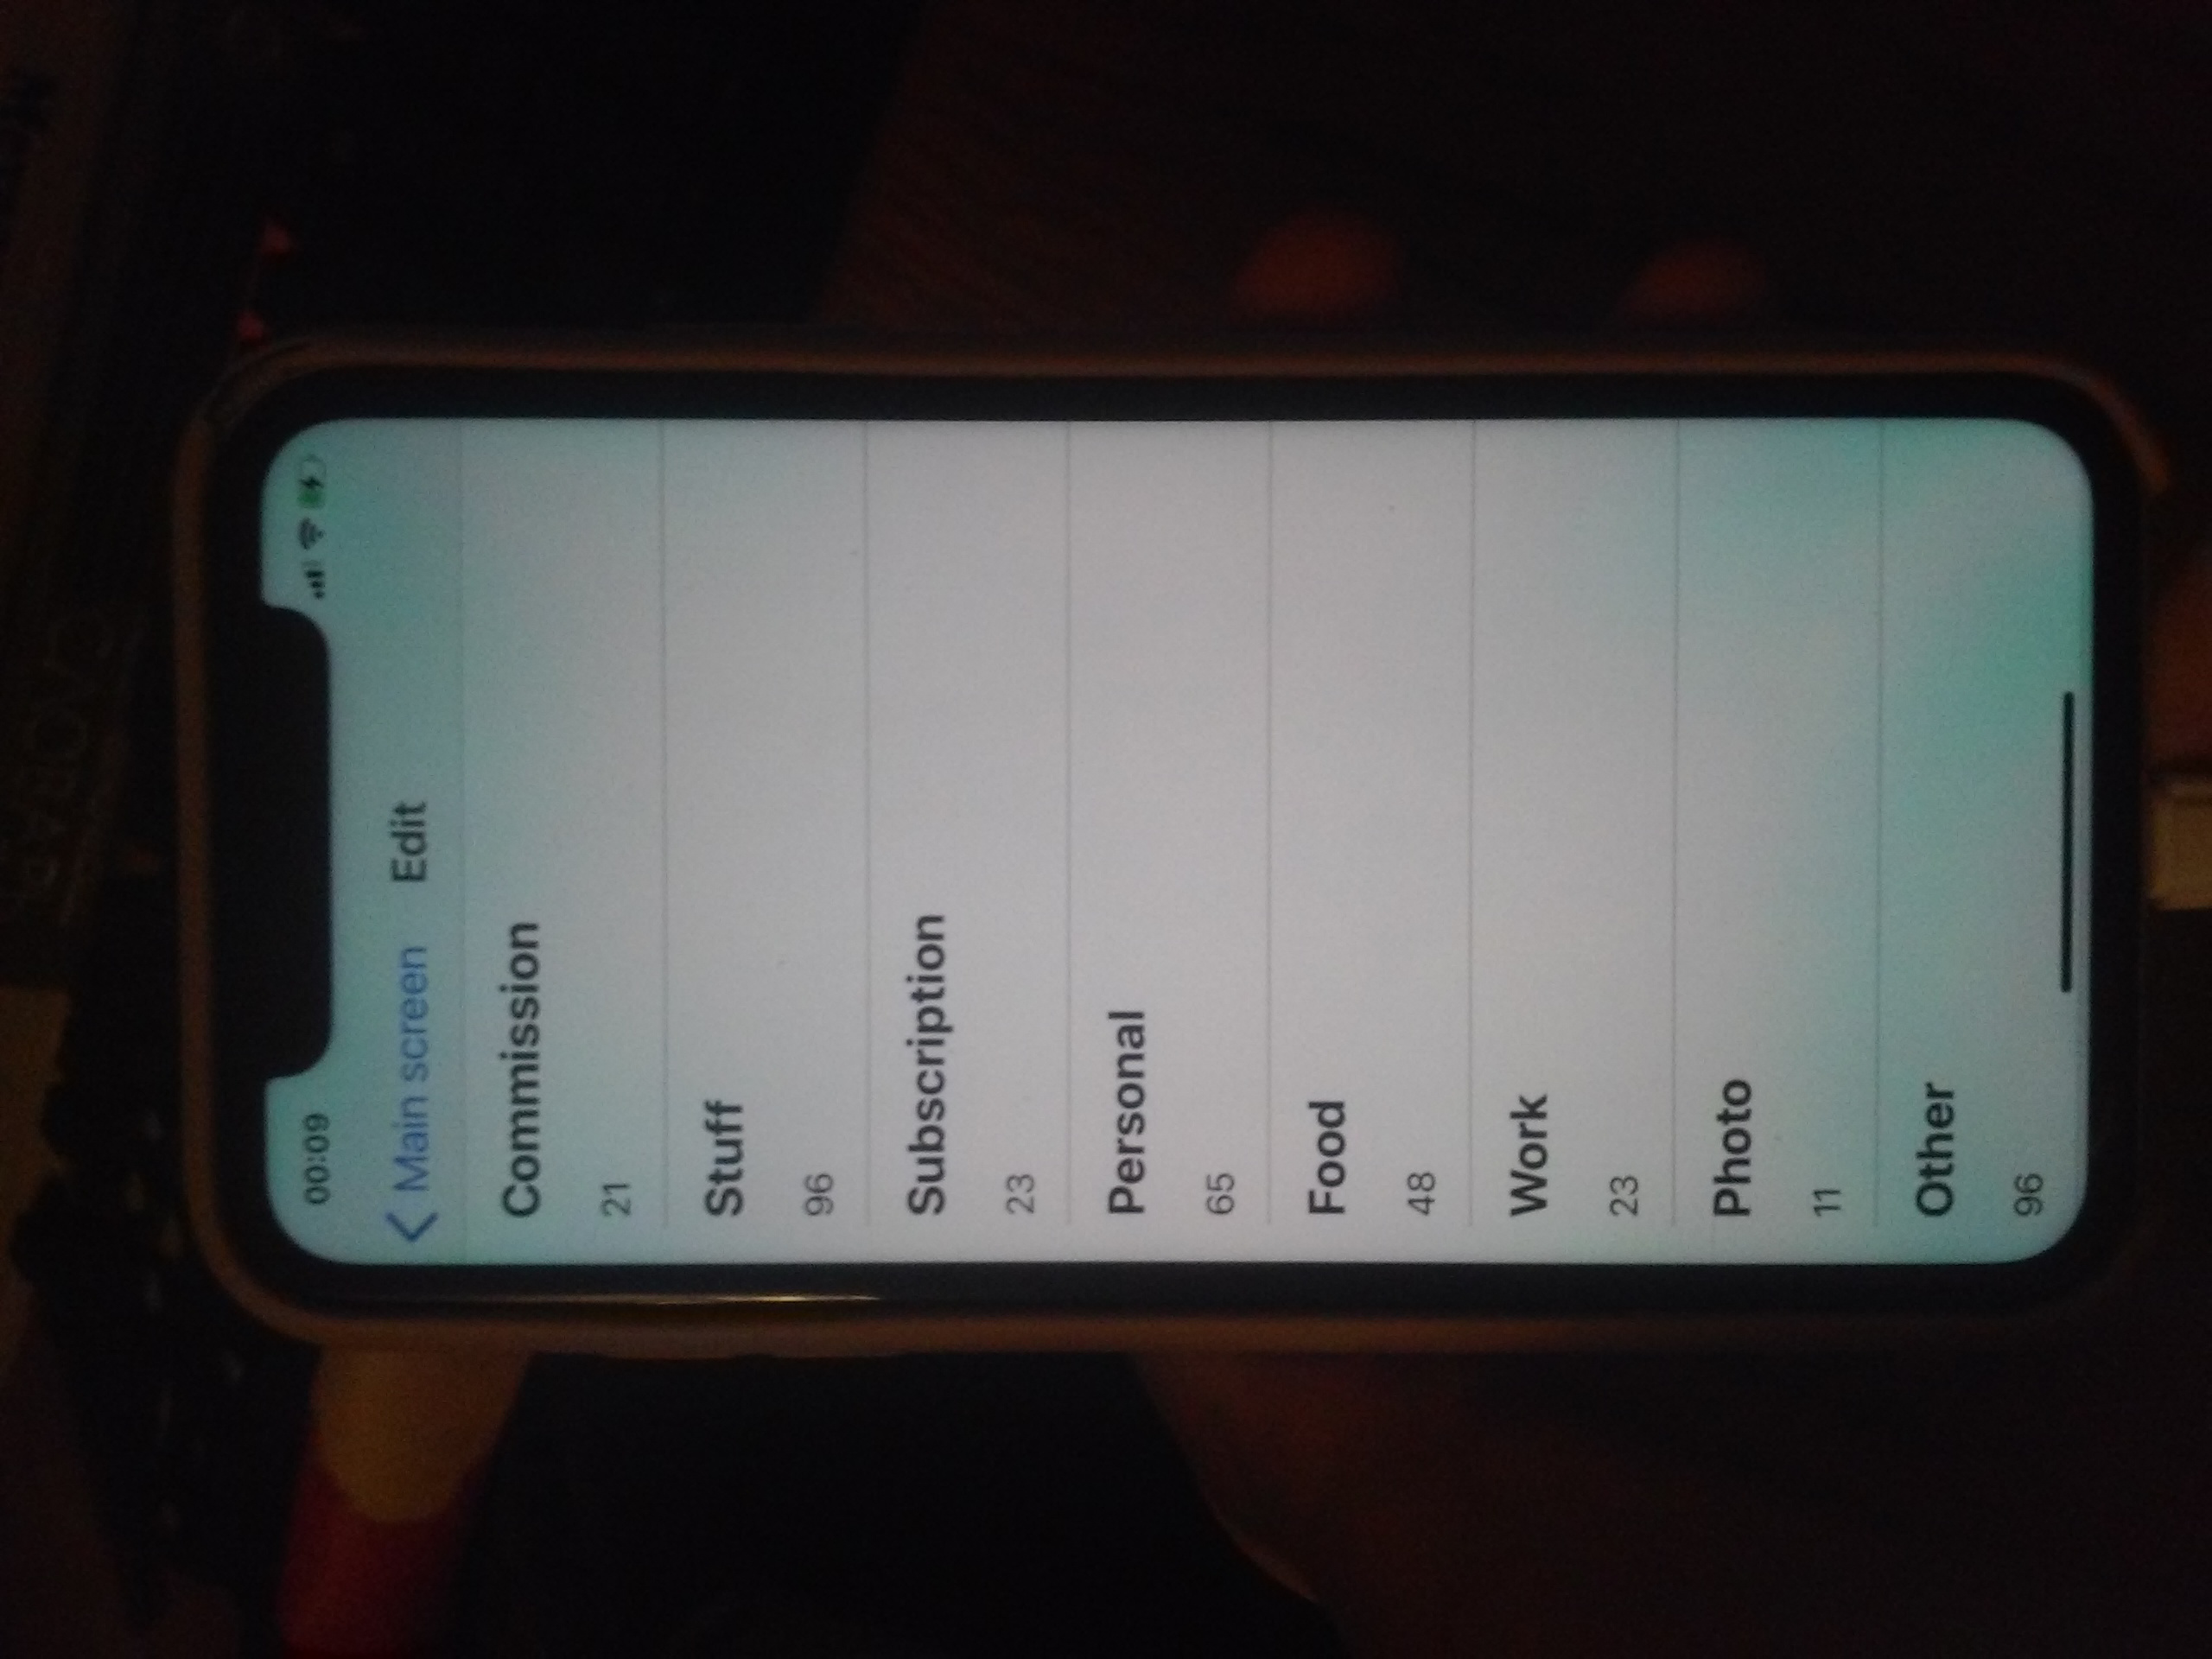 00:09
Main screen Edit
Commission
21
Stuff
96
Subscription
23
Personal
65
Food
48
Work
23
Photo
11
Other
96